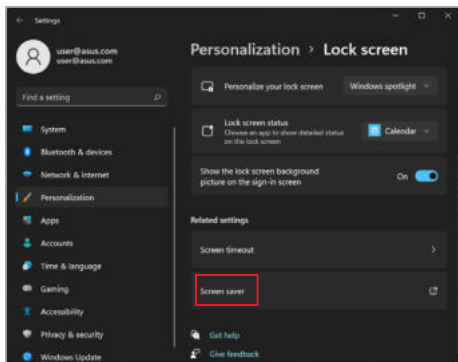 Settings
user@asus.com
user@asus.com
Find a setting
System
Bluetooth & devices
Network & internet
Personalization
Apps
Accounts
Time & language
Gaming
Accessibility
Privacy & security
Windows Update
Personalization > Lock screen
Personalize your lock screen Windows spotlight
Lock screen status
Choose an app to show detailed status
on the lock screen
Calendar
Show the lock screen background
picture on the sign-in screen
On
Related settings
Screen timeout
Screen saver
Get help
Give feedback